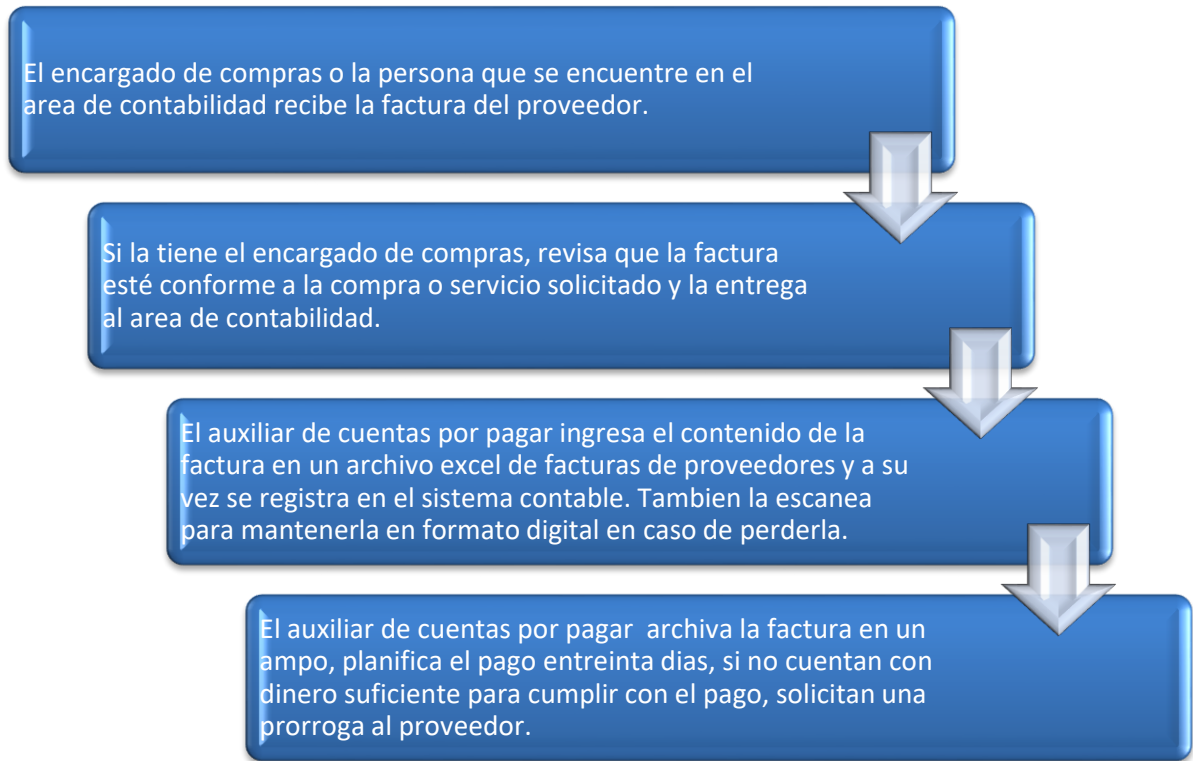 El encargado de compras o la persona que se encuentre en el
area de contabilidad recibe la factura del proveedor.
Si la tiene el encargado de compras, revisa que la factura
esté conforme a la compra o servicio solicitado y la entrega
al area de contabilidad.
El auxiliar de cuentas por pagar ingresa el contenido de la
factura en un archivo excel de facturas de proveedores y a su
vez se registra en el sistema contable. Tambien la escanea
para mantenerla en formato digital en caso de perderla.
El auxiliar de cuentas por pagar  archiva la factura en un
ampo, planifica el pago entreinta dias, si no cuentan con
dinero suficiente para cumplir con el pago, solicitan una
prorroga al proveedor.